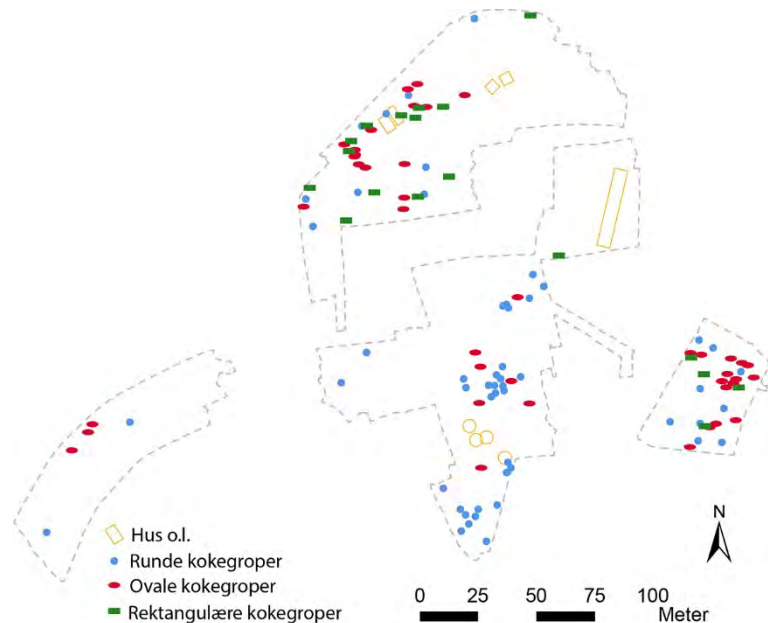 N
Hus o.l.
Runde kokegroper
Ovale kokegroper
Rektangulære kokegroper
0 25 50 75 100
Meter